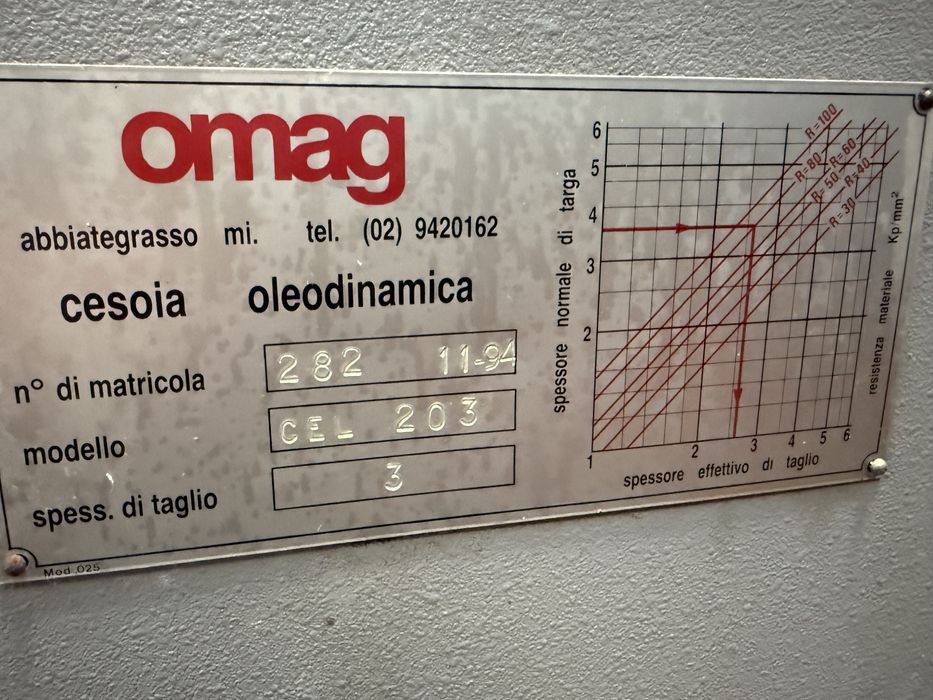 omag
abbiategrasso mi. tel. (02) 9420162
cesoia oleodinamica
n° di matricola 282 11-94
modello CEL 203
spess. di taglio 3
Mod.025
spessore normale di targa
6
5
4
3
2
1 2 3 4 5 6
spessore effettivo di taglio
R=100
R=80
R=60
R=50
R=40
R=30
resistenza materiale Kp/mm²